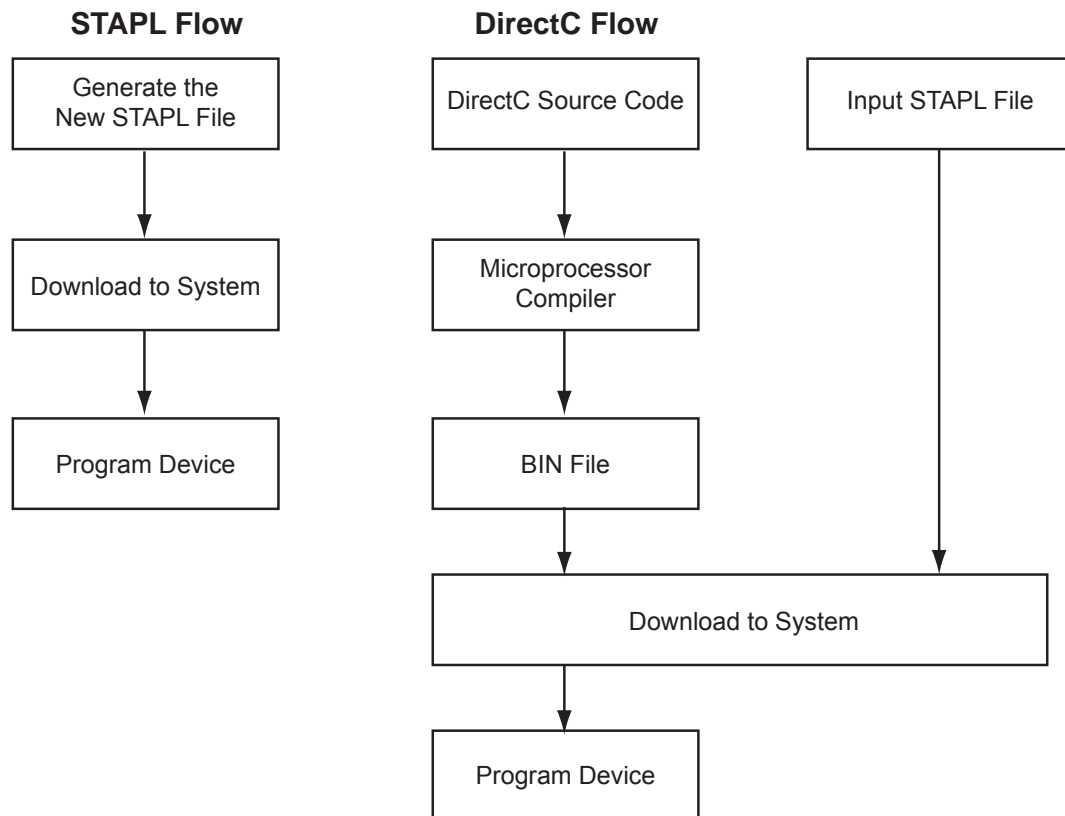 STAPL Flow
Generate the
New STAPL File
Download to System
Program Device
DirectC Flow
DirectC Source Code
Input STAPL File
Microprocessor
Compiler
BIN File
Download to System
Program Device